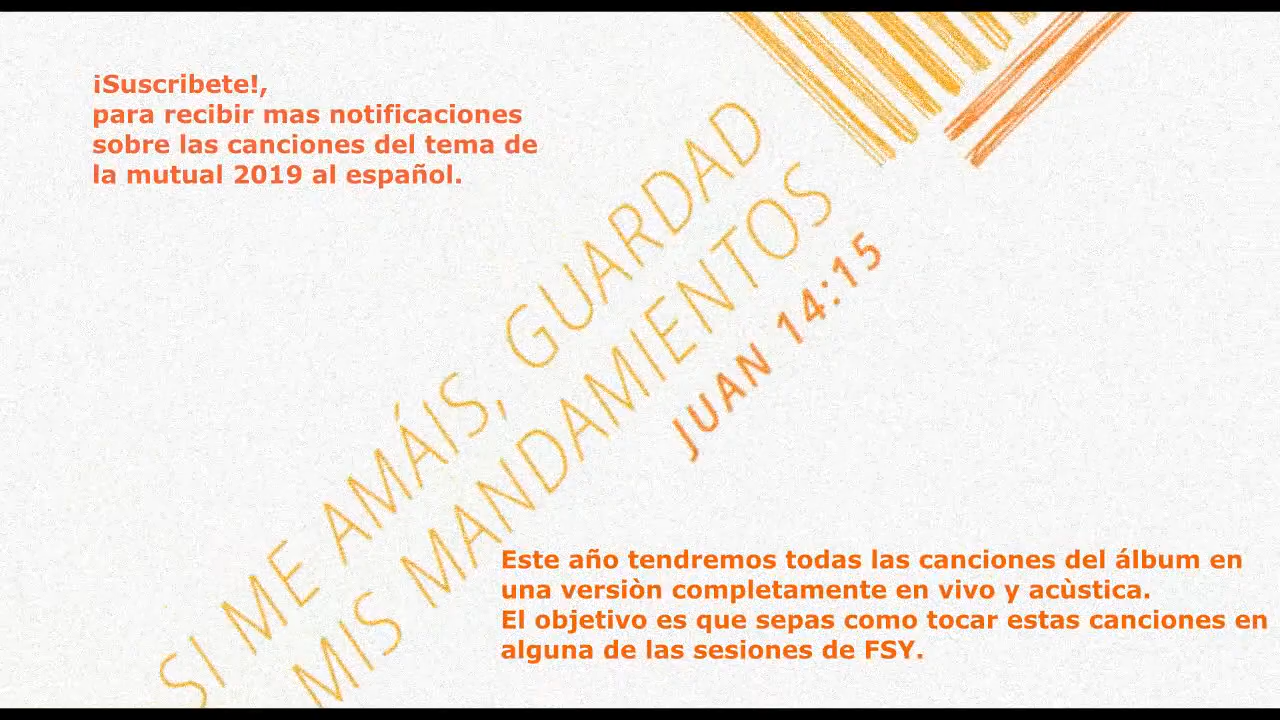 ¡Suscribete!,
para recibir mas notificaciones
sobre las canciones del tema de
la mutual 2019 al español.
SI ME AMÁIS, GUARDAD
MIS MANDAMIENTOS
JUAN 14:15
Este año tendremos todas las canciones del álbum en
una versiòn completamente en vivo y acùstica.
El objetivo es que sepas como tocar estas canciones en
alguna de las sesiones de FSY.